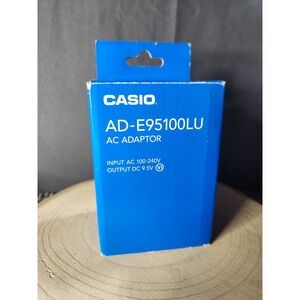 CASIO
AD-E95100LU
AC ADAPTOR
INPUT AC 100-240V
OUTPUT DC 9.5V